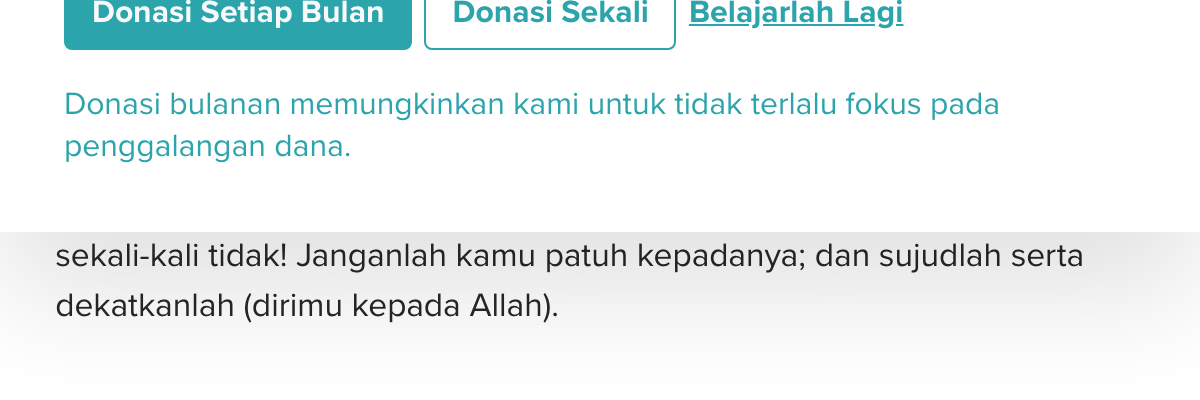 Donasi Setiap Bulan Donasi Sekali Belajarlah Lagi
Donasi bulanan memungkinkan kami untuk tidak terlalu fokus pada
penggalangan dana.
sekali-kali tidak! Janganlah kamu patuh kepadanya; dan sujudlah serta
dekatkanlah (dirimu kepada Allah).